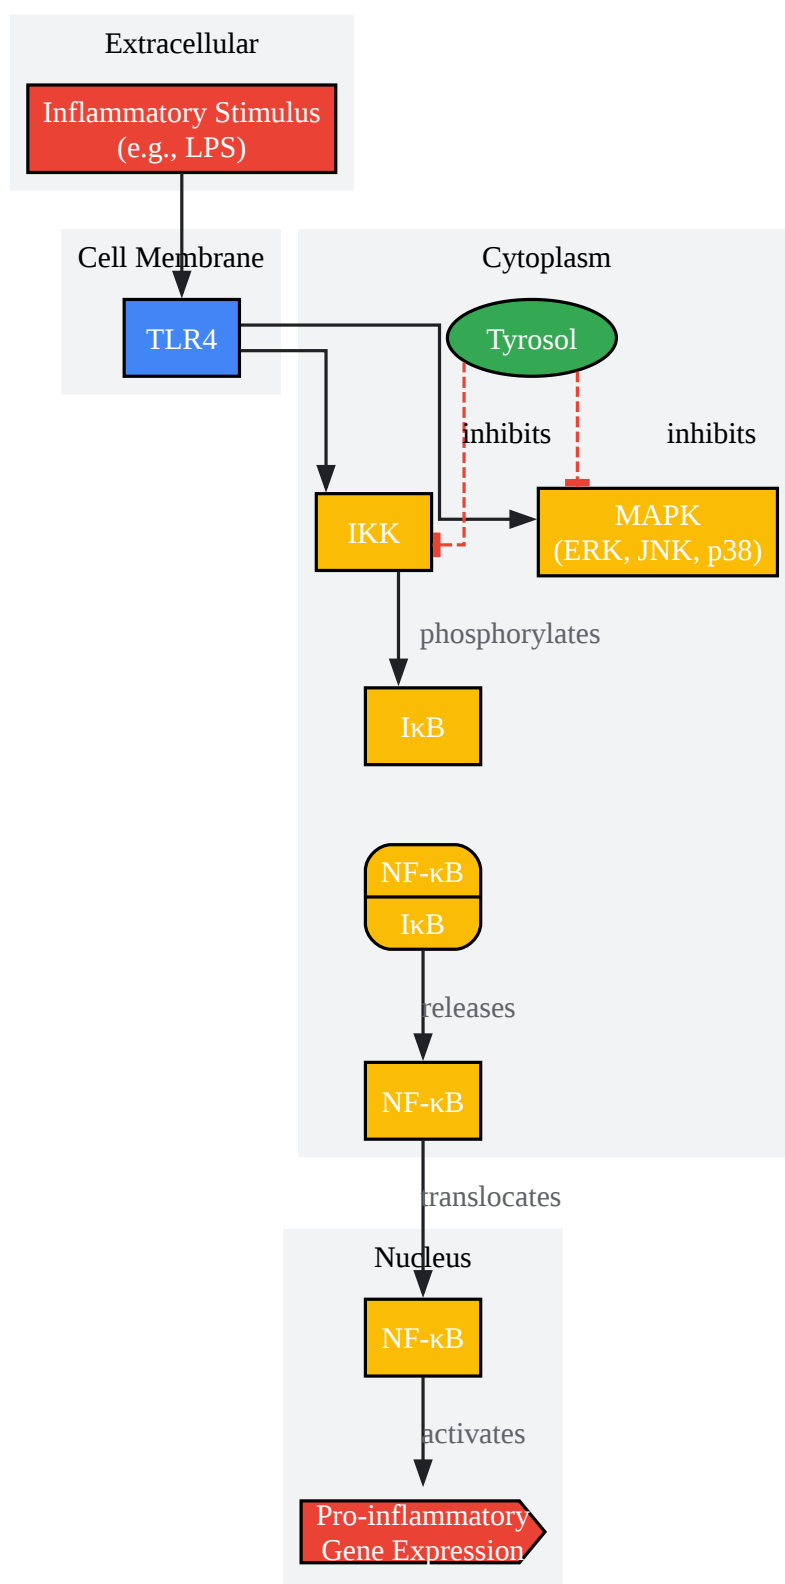 Extracellular
Inflammatory Stimulus
(e.g., LPS)
Cell Membrane
Cytoplasm
TLR4
Tyrosol
inhibits
inhibits
IKK
MAPK
(ERK, JNK, p38)
phosphorylates
IκB
NF-κB
IκB
releases
NF-κB
translocates
Nucleus
NF-κB
activates
Pro-inflammatory
Gene Expression